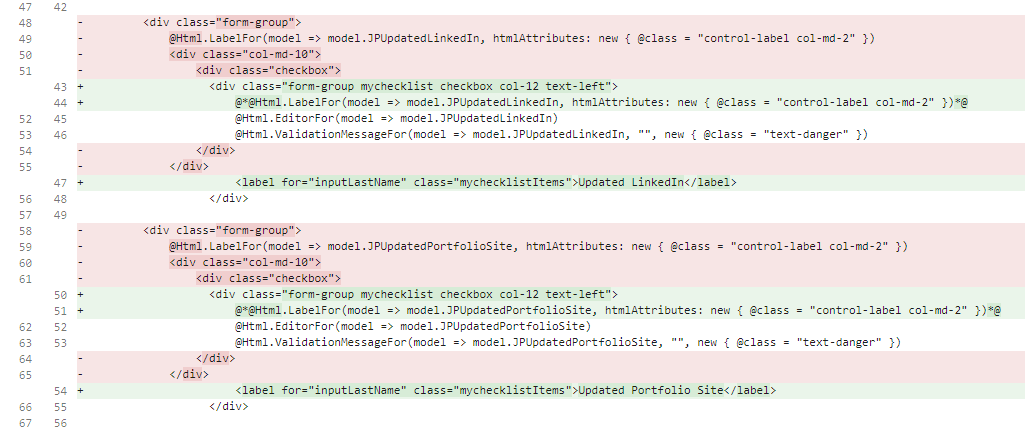 47 42
48 - <div class="form-group">
49 - @Html.LabelFor(model => model.JPUpdatedLinkedIn, htmlAttributes: new { @class = "control-label col-md-2" })
50 - <div class="col-md-10">
51 - <div class="checkbox">
43 + <div class="form-group mychecklist checkbox col-12 text-left">
44 + @*@Html.LabelFor(model => model.JPUpdatedLinkedIn, htmlAttributes: new { @class = "control-label col-md-2" })*@
52 45 @Html.EditorFor(model => model.JPUpdatedLinkedIn)
53 46 @Html.ValidationMessageFor(model => model.JPUpdatedLinkedIn, "", new { @class = "text-danger" })
54 - </div>
55 - </div>
47 + <label for="inputLastName" class="mychecklistItems">Updated LinkedIn</label>
56 48 </div>
57 49
58 - <div class="form-group">
59 - @Html.LabelFor(model => model.JPUpdatedPortfolioSite, htmlAttributes: new { @class = "control-label col-md-2" })
60 - <div class="col-md-10">
61 - <div class="checkbox">
50 + <div class="form-group mychecklist checkbox col-12 text-left">
51 + @*@Html.LabelFor(model => model.JPUpdatedPortfolioSite, htmlAttributes: new { @class = "control-label col-md-2" })*@
62 52 @Html.EditorFor(model => model.JPUpdatedPortfolioSite)
63 53 @Html.ValidationMessageFor(model => model.JPUpdatedPortfolioSite, "", new { @class = "text-danger" })
64 - </div>
65 - </div>
54 + <label for="inputLastName" class="mychecklistItems">Updated Portfolio Site</label>
66 55 </div>
67 56